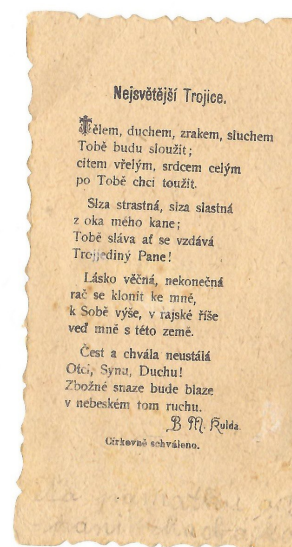 Nejsvětější Trojice.
Tělem, duchem, zrakem, sluchem
Tobě budu sloužit;
citem vřelým, srdcem celým
po Tobě chci toužit.
Slza strastná, slza slastná
z oka mého kane;
Tobě sláva ať se vzdává
Trojjediný Pane!
Lásko věčná, nekonečná
rač se klonit ke mně,
k Sobě výše, v rajské říše
veď mně s této země.
Čest a chvála neustálá
Otci, Synu, Duchu!
Zbožné snaze bude blaze
v nebeském tom ruchu.
B. M. Kulda
Církevně schváleno.